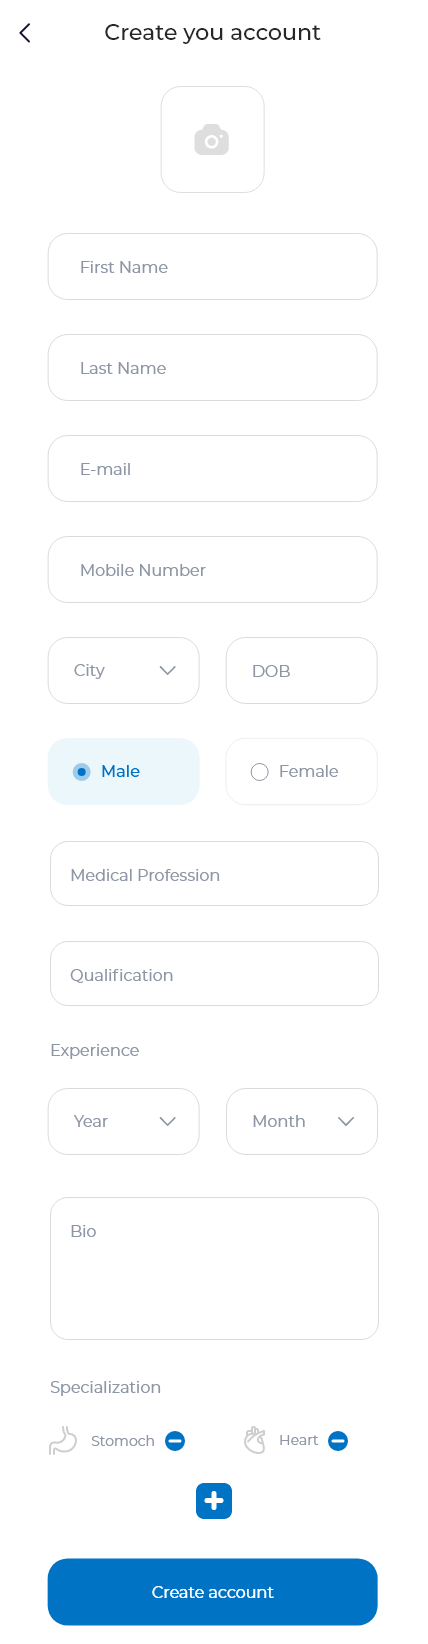 Create you account
First Name
Last Name
E-mail
Mobile Number
City
DOB
Male
Female
Medical Profession
Qualification
Experience
Year
Month
Bio
Specialization
Stomoch
Heart
Create account